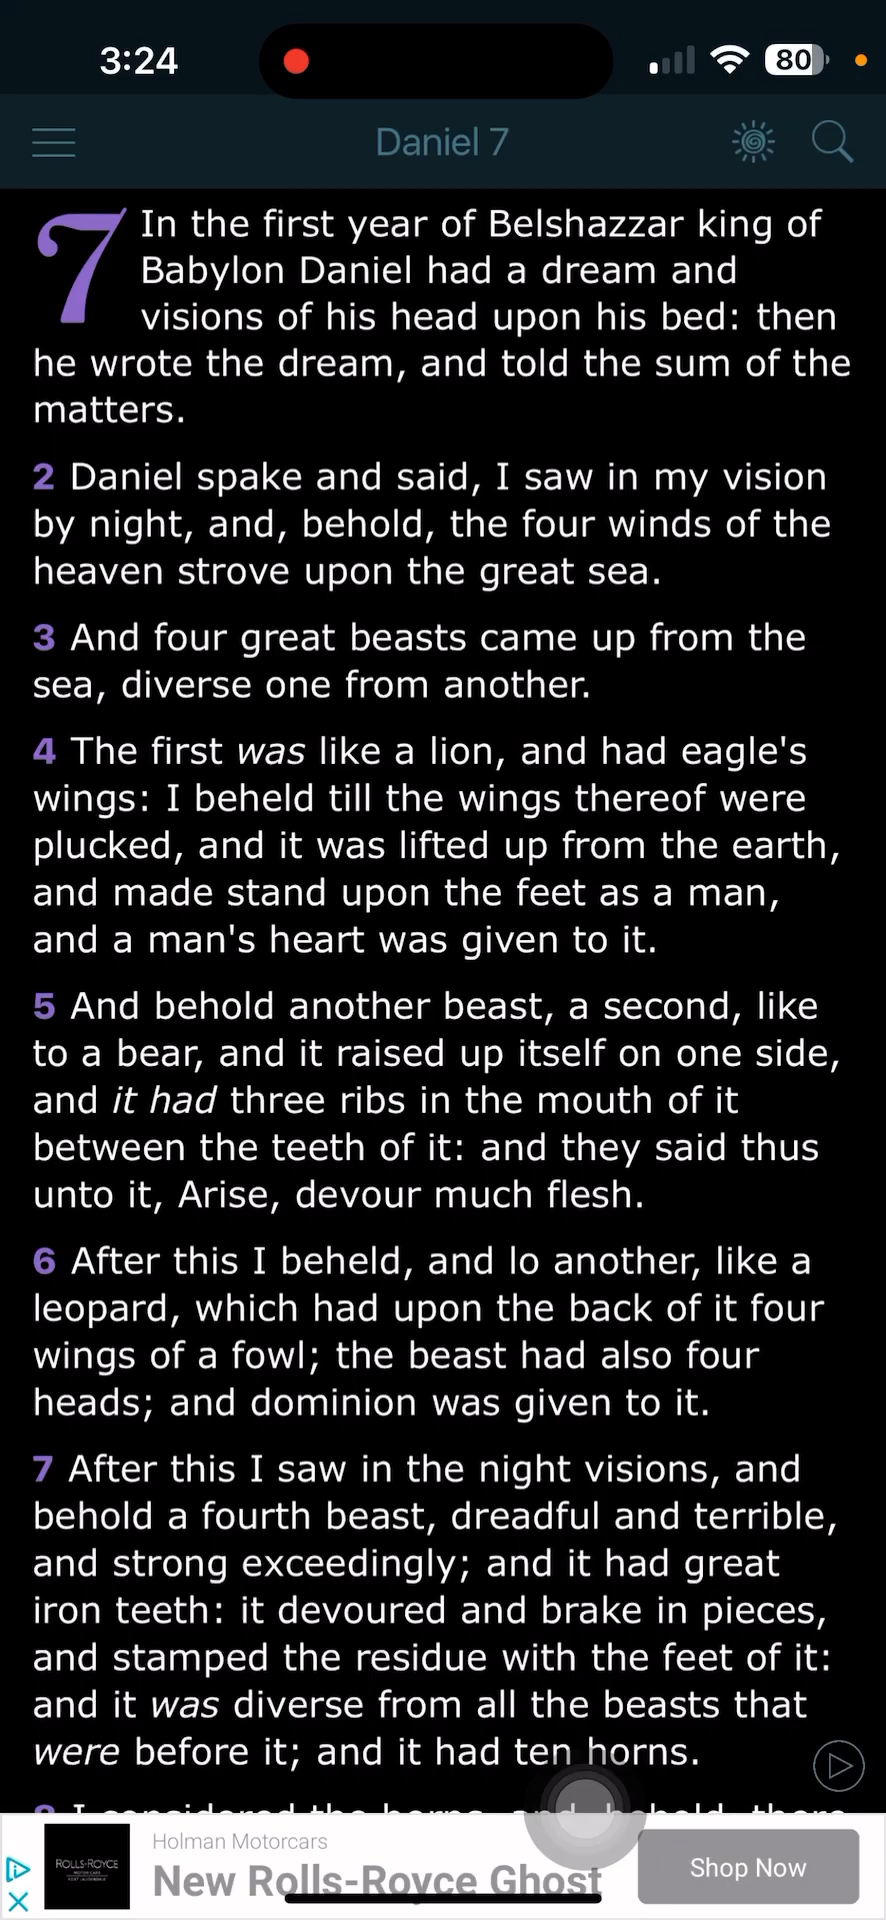 3:24
80
Daniel 7
7 In the first year of Belshazzar king of
Babylon Daniel had a dream and
visions of his head upon his bed: then
he wrote the dream, and told the sum of the
matters.
2 Daniel spake and said, I saw in my vision
by night, and, behold, the four winds of the
heaven strove upon the great sea.
3 And four great beasts came up from the
sea, diverse one from another.
4 The first was like a lion, and had eagle's
wings: I beheld till the wings thereof were
plucked, and it was lifted up from the earth,
and made stand upon the feet as a man,
and a man's heart was given to it.
5 And behold another beast, a second, like
to a bear, and it raised up itself on one side,
and it had three ribs in the mouth of it
between the teeth of it: and they said thus
unto it, Arise, devour much flesh.
6 After this I beheld, and lo another, like a
leopard, which had upon the back of it four
wings of a fowl; the beast had also four
heads; and dominion was given to it.
7 After this I saw in the night visions, and
behold a fourth beast, dreadful and terrible,
and strong exceedingly; and it had great
iron teeth: it devoured and brake in pieces,
and stamped the residue with the feet of it:
and it was diverse from all the beasts that
were before it; and it had ten horns.
8 I considered the horns, and, behold, there
ROLLS-ROYCE
MOTOR CARS
Holman Motorcars
New Rolls-Royce Ghost
Shop Now